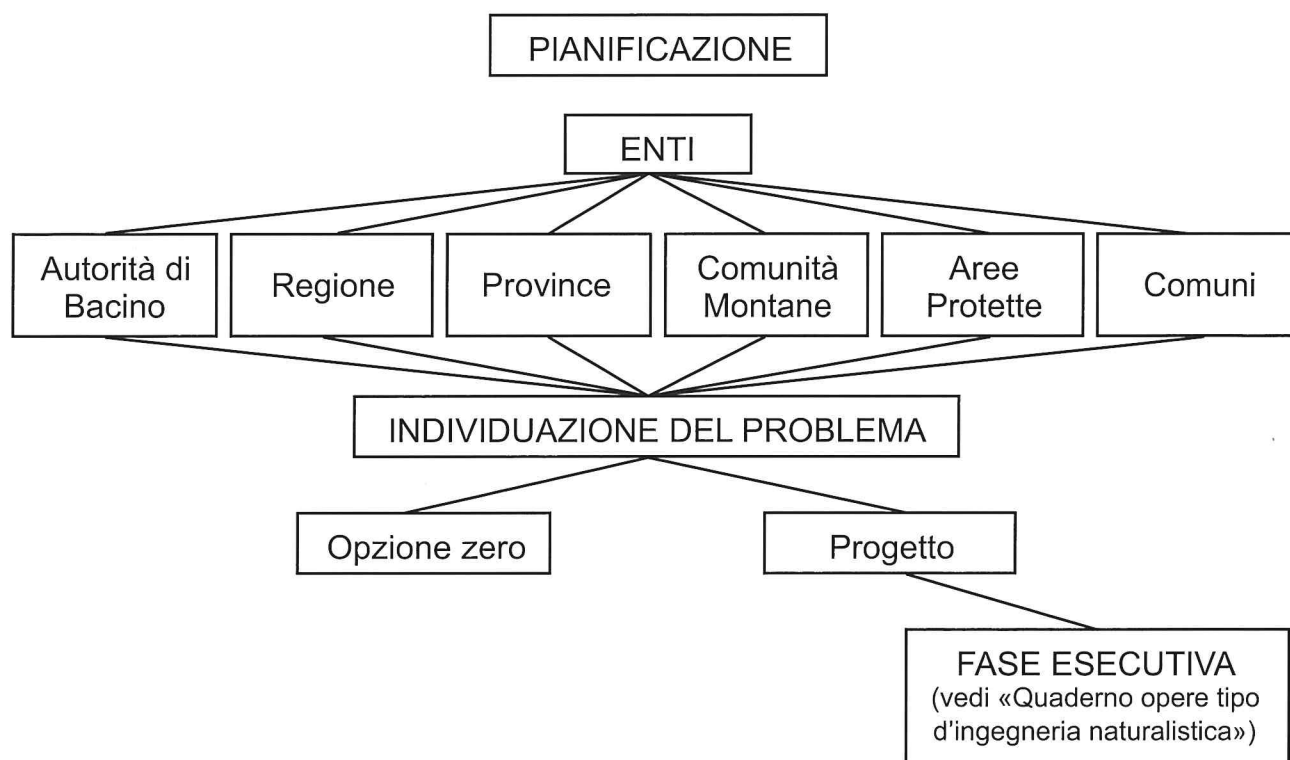 PIANIFICAZIONE
ENTI
Autorità di
Bacino
Regione
Province
Comunità
Montane
Aree
Protette
Comuni
INDIVIDUAZIONE DEL PROBLEMA
Opzione zero
Progetto
FASE ESECUTIVA
(vedi «Quaderno opere tipo
d'ingegneria naturalistica»)